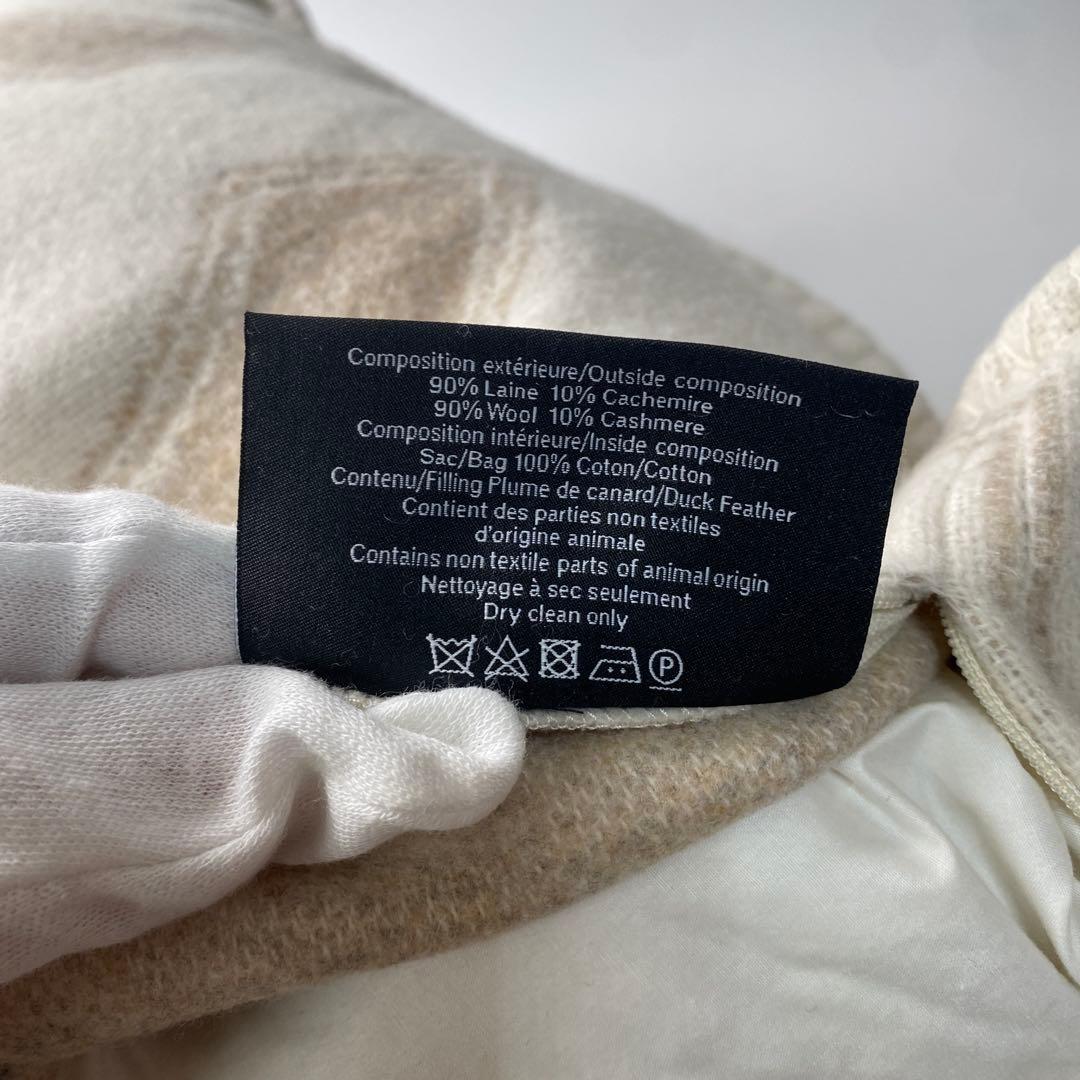 Composition extérieure/Outside composition
90% Laine 10% Cachemire
90% Wool 10% Cashmere
Composition intérieure/Inside composition
Sac/Bag 100% Coton/Cotton
Contenu/Filling Plume de canard/Duck Feather
Contient des parties non textiles
d'origine animale
Contains non textile parts of animal origin
Nettoyage à sec seulement
Dry clean only
P